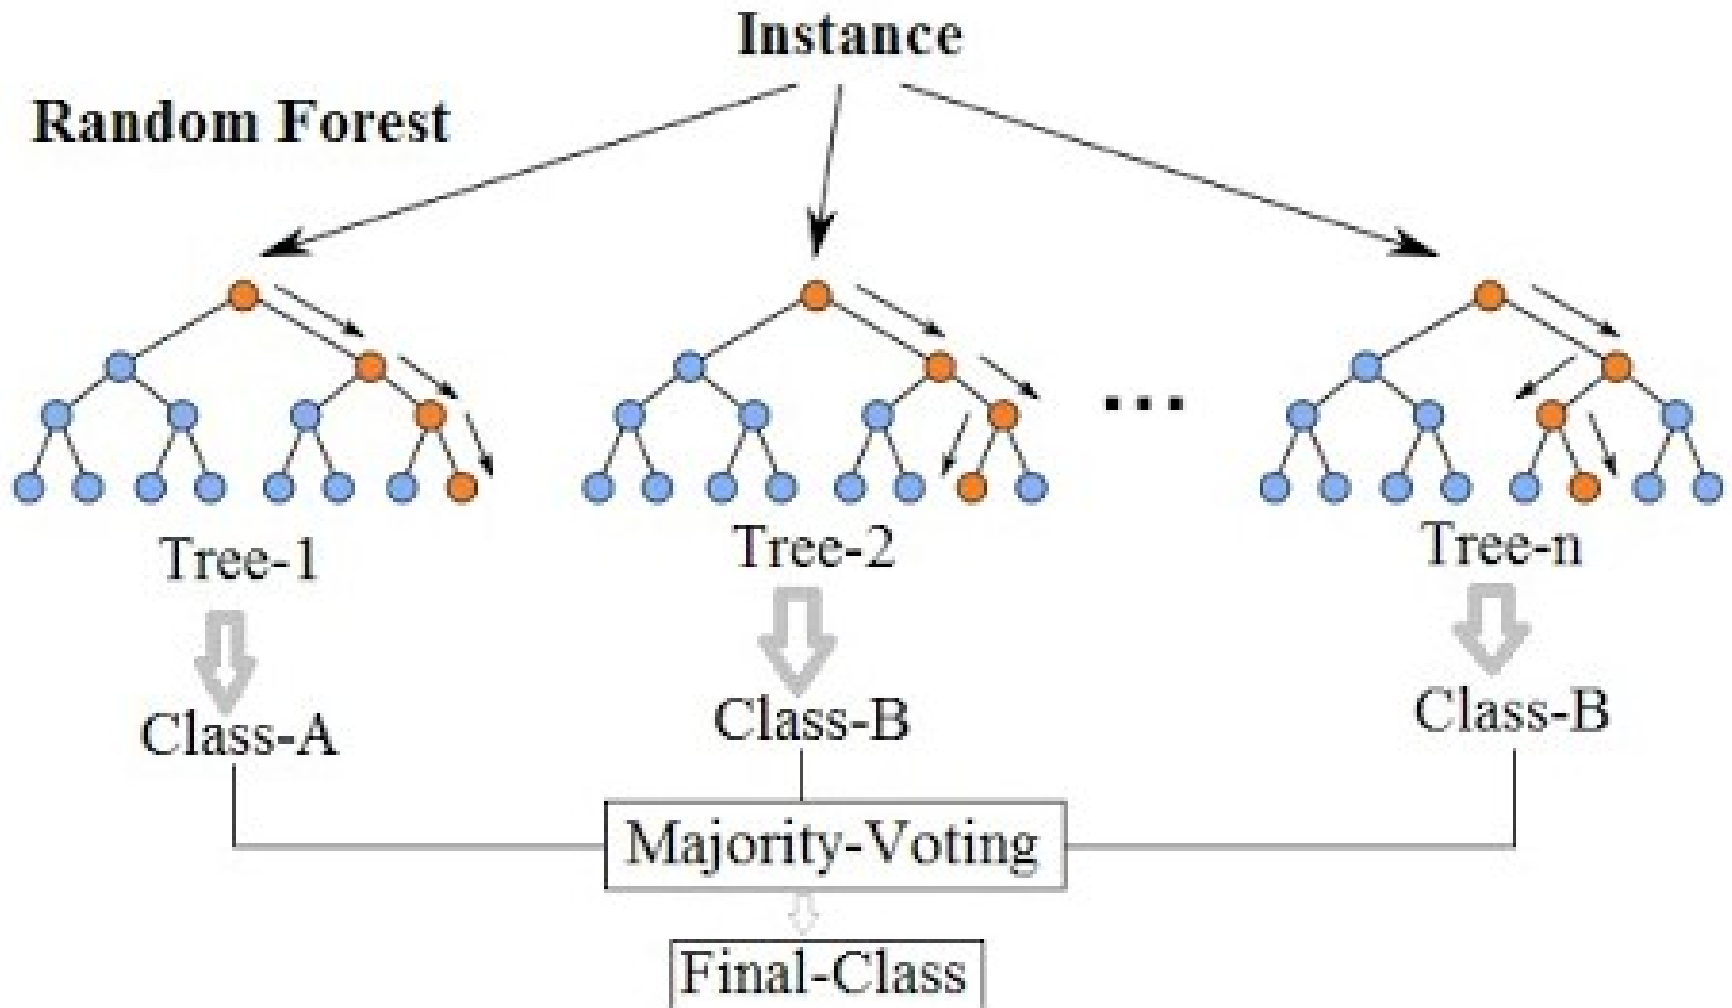 Instance
Random Forest
...
Tree-1
Tree-2
Tree-n
Class-A
Class-B
Class-B
Majority-Voting
Final-Class